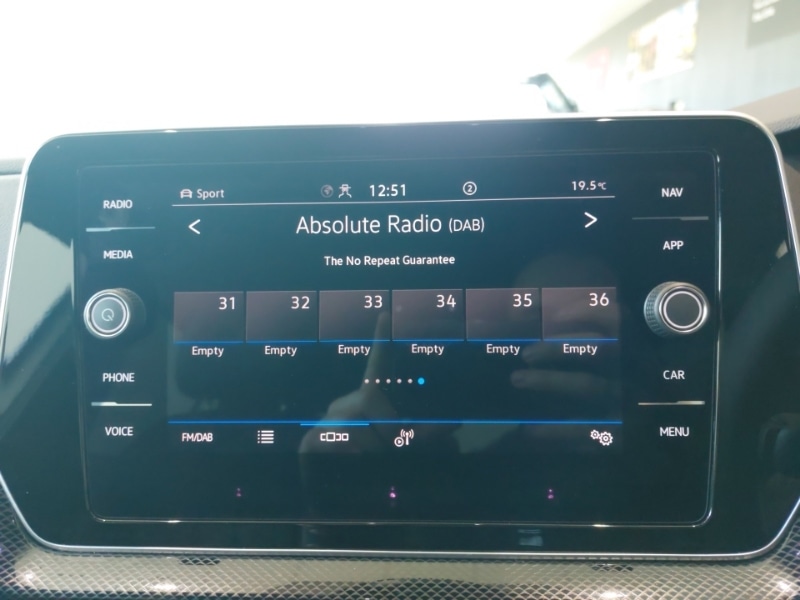 RADIO
MEDIA
PHONE
VOICE
Sport 12:51 2 19.5°C
< Absolute Radio (DAB) >
The No Repeat Guarantee
31 32 33 34 35 36
Empty Empty Empty Empty Empty Empty
FM/DAB
NAV
APP
CAR
MENU